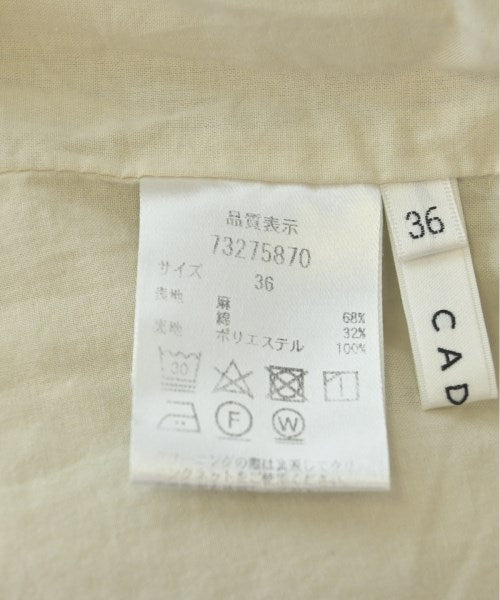 品質表示
73275870
サイズ 36
表地 麻 68%
綿 32%
裏地 ポリエステル 100%
30
F W
36
CAD